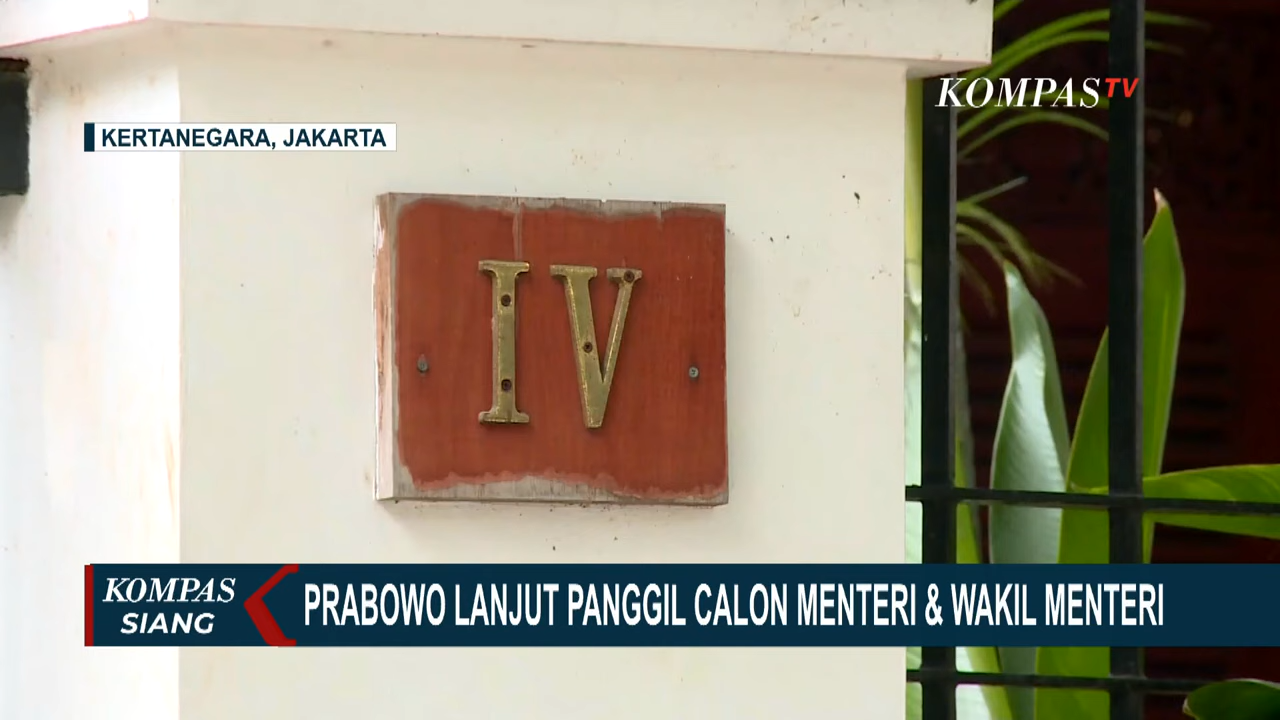 KOMPASTV
KERTANEGARA, JAKARTA
IV
KOMPAS
SIANG
PRABOWO LANJUT PANGGIL CALON MENTERI & WAKIL MENTERI